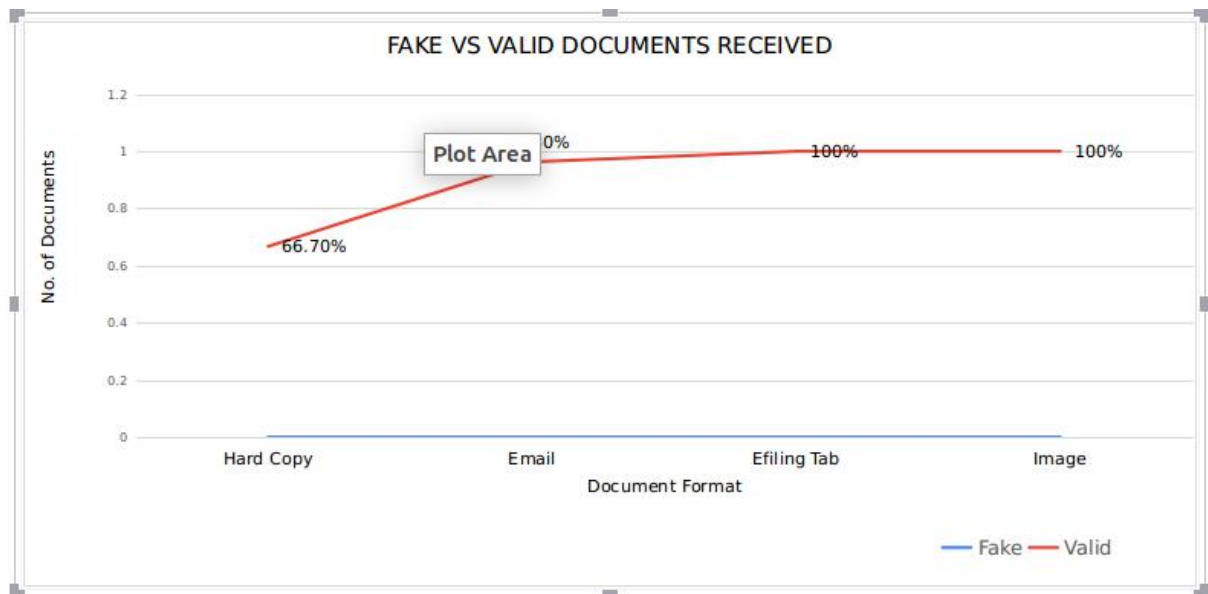 FAKE VS VALID DOCUMENTS RECEIVED
No. of Documents
1.2
1
0.8
0.6
0.4
0.2
0
Plot Area
0%
100%
100%
66.70%
Hard Copy Email Efiling Tab Image
Document Format
Fake Valid